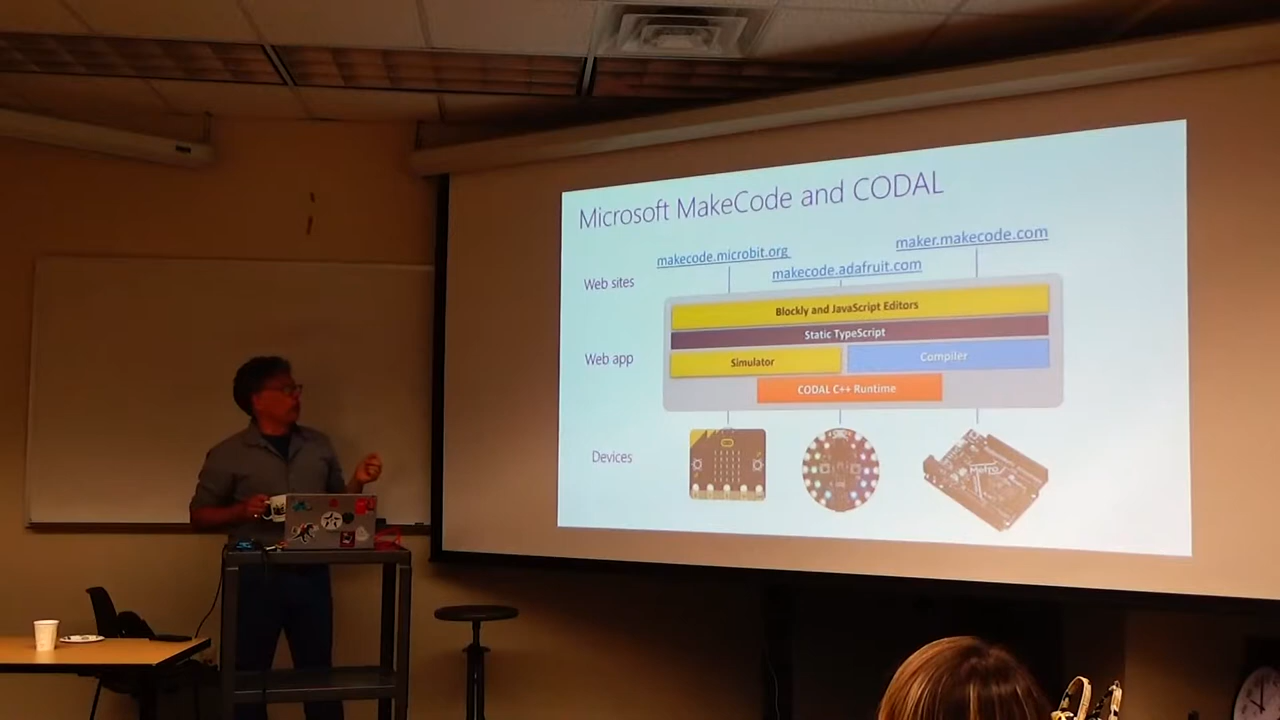 Microsoft MakeCode and CODAL
makecode.microbit.org
maker.makecode.com
makecode.adafruit.com
Web sites
Blockly and JavaScript Editors
Static TypeScript
Web app
Simulator
Compiler
CODAL C++ Runtime
Devices
Metro